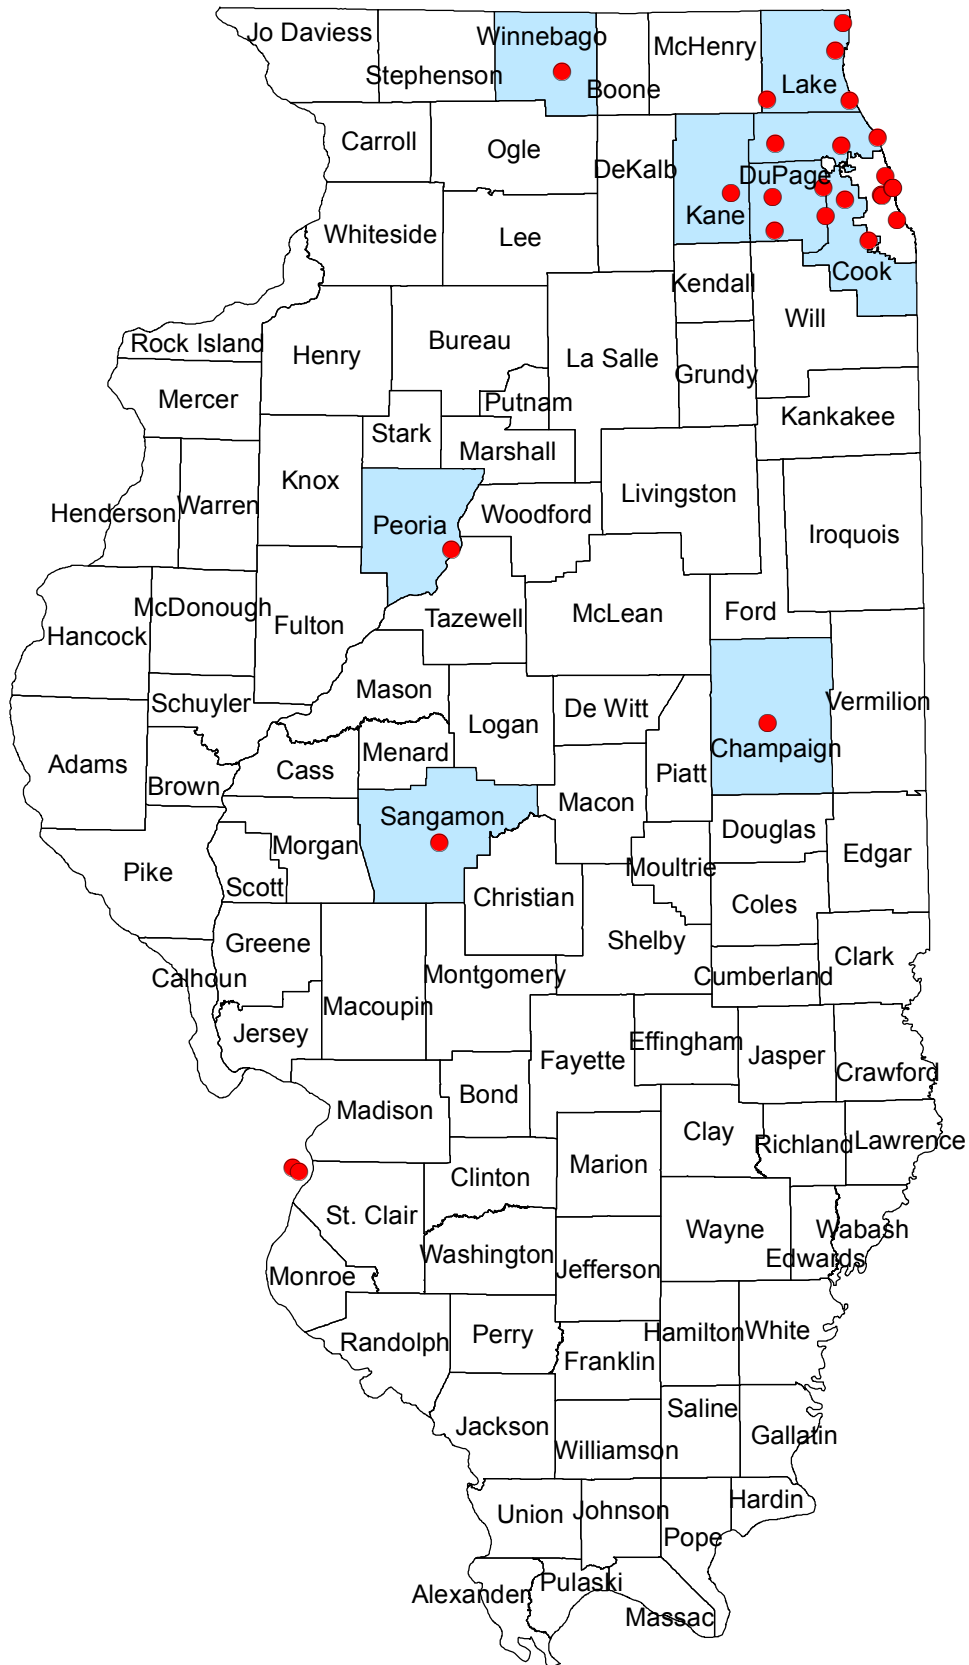 Jo Daviess
Stephenson
Winnebago
Boone
McHenry
Lake
Carroll
Ogle
DeKalb
Kane
DuPage
Cook
Whiteside
Lee
Kendall
Will
Rock Island
Henry
Bureau
La Salle
Grundy
Mercer
Putnam
Kankakee
Stark
Marshall
Knox
Henderson
Warren
Peoria
Woodford
Livingston
Iroquois
McDonough
Hancock
Fulton
Tazewell
McLean
Ford
Schuyler
Mason
Logan
De Witt
Vermilion
Adams
Brown
Cass
Menard
Piatt
Champaign
Macon
Sangamon
Douglas
Edgar
Pike
Scott
Morgan
Christian
Moultrie
Coles
Shelby
Greene
Calhoun
Macoupin
Montgomery
Cumberland
Clark
Jersey
Fayette
Effingham
Jasper
Crawford
Madison
Bond
Clay
Richland
Lawrence
Clinton
Marion
St. Clair
Wayne
Wabash
Edwards
Washington
Jefferson
Monroe
Randolph
Perry
Franklin
Hamilton
White
Jackson
Williamson
Saline
Gallatin
Union
Johnson
Pope
Hardin
Alexander
Pulaski
Massac